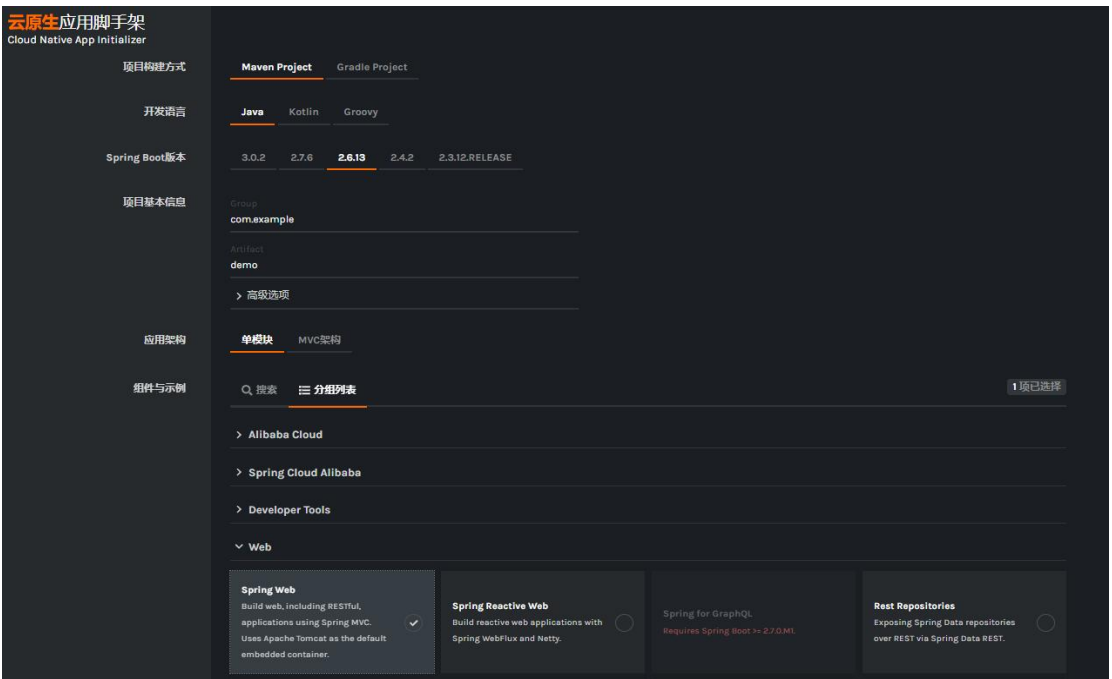 云原生应用脚手架
Cloud Native App Initializer
项目构建方式
Maven Project Gradle Project
开发语言
Java Kotlin Groovy
Spring Boot版本
3.0.2 2.7.6 2.6.13 2.4.2 2.3.12.RELEASE
项目基本信息
Group
com.example
Artifact
demo
高级选项
应用架构
单模块 MVC架构
组件与示例
搜索 分组列表
1 项已选择
Alibaba Cloud
Spring Cloud Alibaba
Developer Tools
Web
Spring Web
Build web, including RESTful,
applications using Spring MVC.
Uses Apache Tomcat as the default
embedded container.
Spring Reactive Web
Build reactive web applications with
Spring WebFlux and Netty.
Spring for GraphQL
Requires Spring Boot >= 2.7.0.M1.
Rest Repositories
Exposing Spring Data repositories
over REST via Spring Data REST.